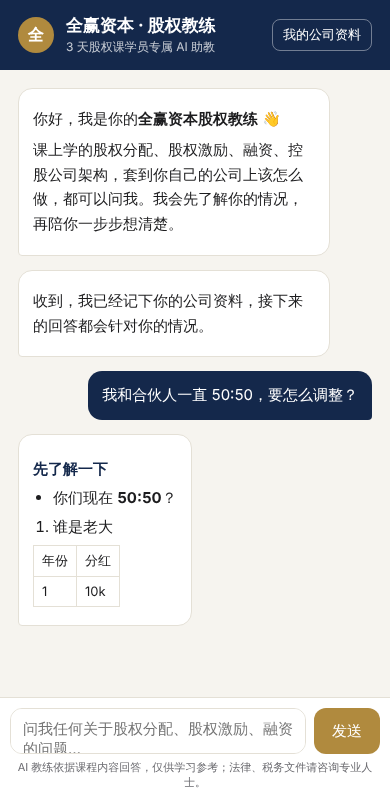 全
全赢资本 · 股权教练
3 天股权课学员专属 AI 助教
我的公司资料
你好，我是你的全赢资本股权教练 👋
课上学的股权分配、股权激励、融资、控
股公司架构，套到你自己的公司上该怎么
做，都可以问我。我会先了解你的情况，
再陪你一步步想清楚。
收到，我已经记下你的公司资料，接下来
的回答都会针对你的情况。
我和合伙人一直 50:50，要怎么调整？
先了解一下
• 你们现在 50:50？
1. 谁是老大
年份 分红
1 10k
问我任何关于股权分配、股权激励、融资
的问题...
发送
AI 教练依据课程内容回答，仅供学习参考；法律、税务文件请咨询专业人
士。